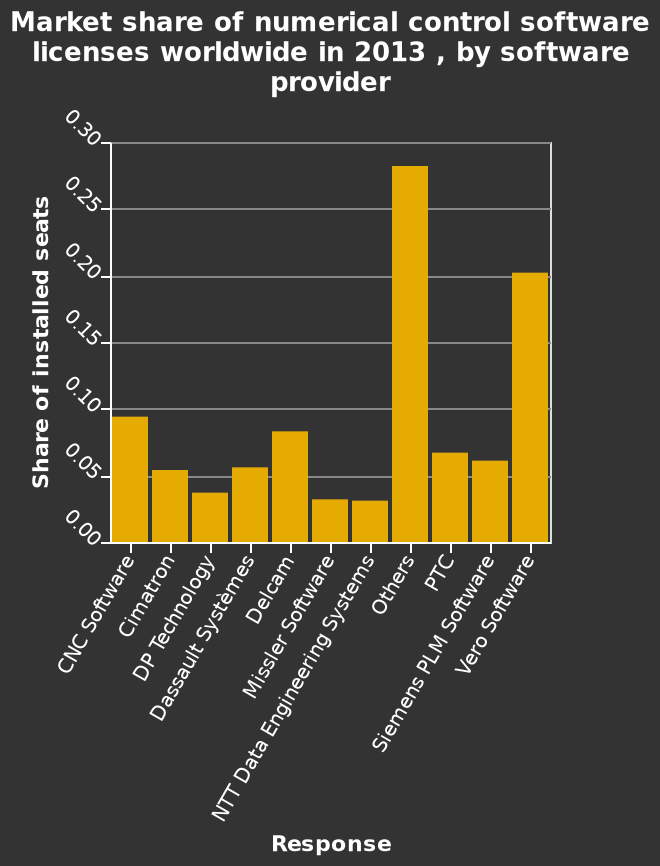 Market share of numerical control software
licenses worldwide in 2013 , by software
provider
Share of installed seats
0.30
0.25
0.20
0.15
0.10
0.05
0.00
CNC Software
Cimatron
DP Technology
Dassault Systèmes
Delcam
Missler Software
NTT Data Engineering Systems
Others
PTC
Siemens PLM Software
Vero Software
Response